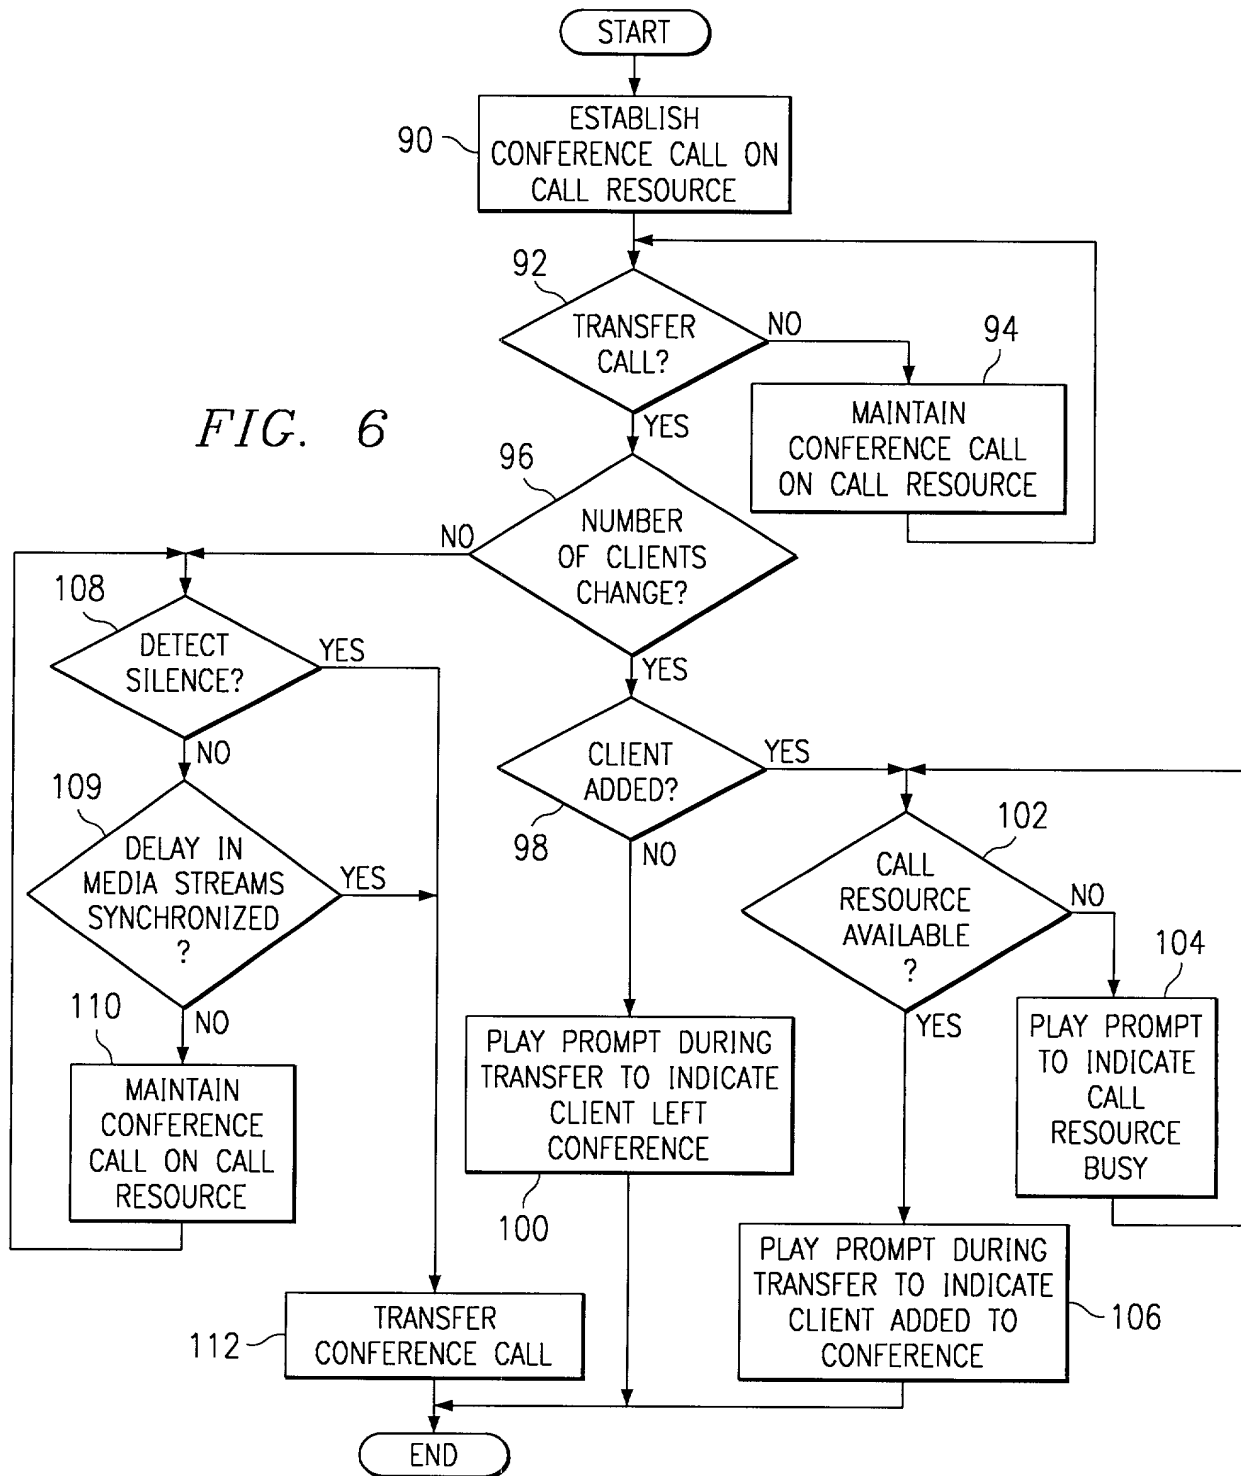 START
90
ESTABLISH
CONFERENCE CALL ON
CALL RESOURCE
92
TRANSFER
CALL?
NO
YES
94
MAINTAIN
CONFERENCE CALL
ON CALL RESOURCE
FIG. 6
96
NUMBER
OF CLIENTS
CHANGE?
NO
YES
108
DETECT
SILENCE?
YES
NO
109
DELAY IN
MEDIA STREAMS
SYNCHRONIZED
?
YES
NO
110
MAINTAIN
CONFERENCE
CALL ON CALL
RESOURCE
98
CLIENT
ADDED?
YES
NO
102
CALL
RESOURCE
AVAILABLE
?
NO
YES
104
PLAY PROMPT
TO INDICATE
CALL
RESOURCE
BUSY
PLAY PROMPT DURING
TRANSFER TO INDICATE
CLIENT LEFT
CONFERENCE
100
PLAY PROMPT DURING
TRANSFER TO INDICATE
CLIENT ADDED TO
CONFERENCE
106
112
TRANSFER
CONFERENCE CALL
END